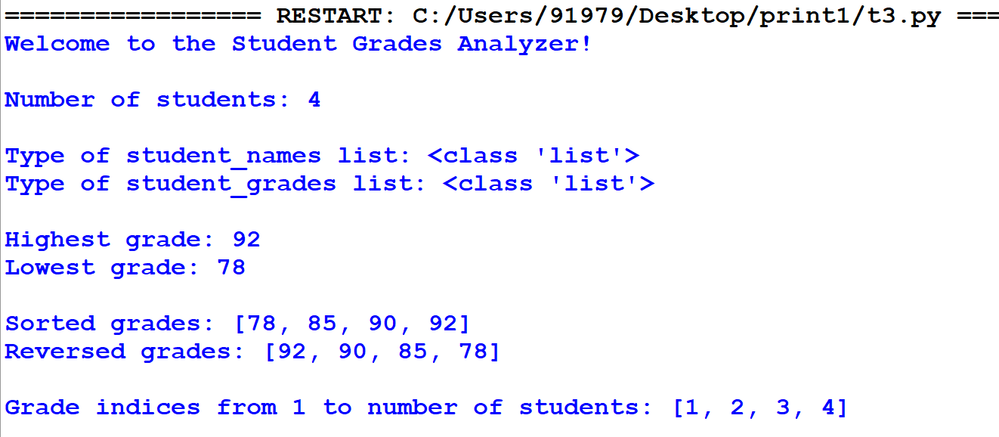 ================= RESTART: C:/Users/91979/Desktop/print1/t3.py ===
Welcome to the Student Grades Analyzer!
Number of students: 4
Type of student_names list: <class 'list'>
Type of student_grades list: <class 'list'>
Highest grade: 92
Lowest grade: 78
Sorted grades: [78, 85, 90, 92]
Reversed grades: [92, 90, 85, 78]
Grade indices from 1 to number of students: [1, 2, 3, 4]